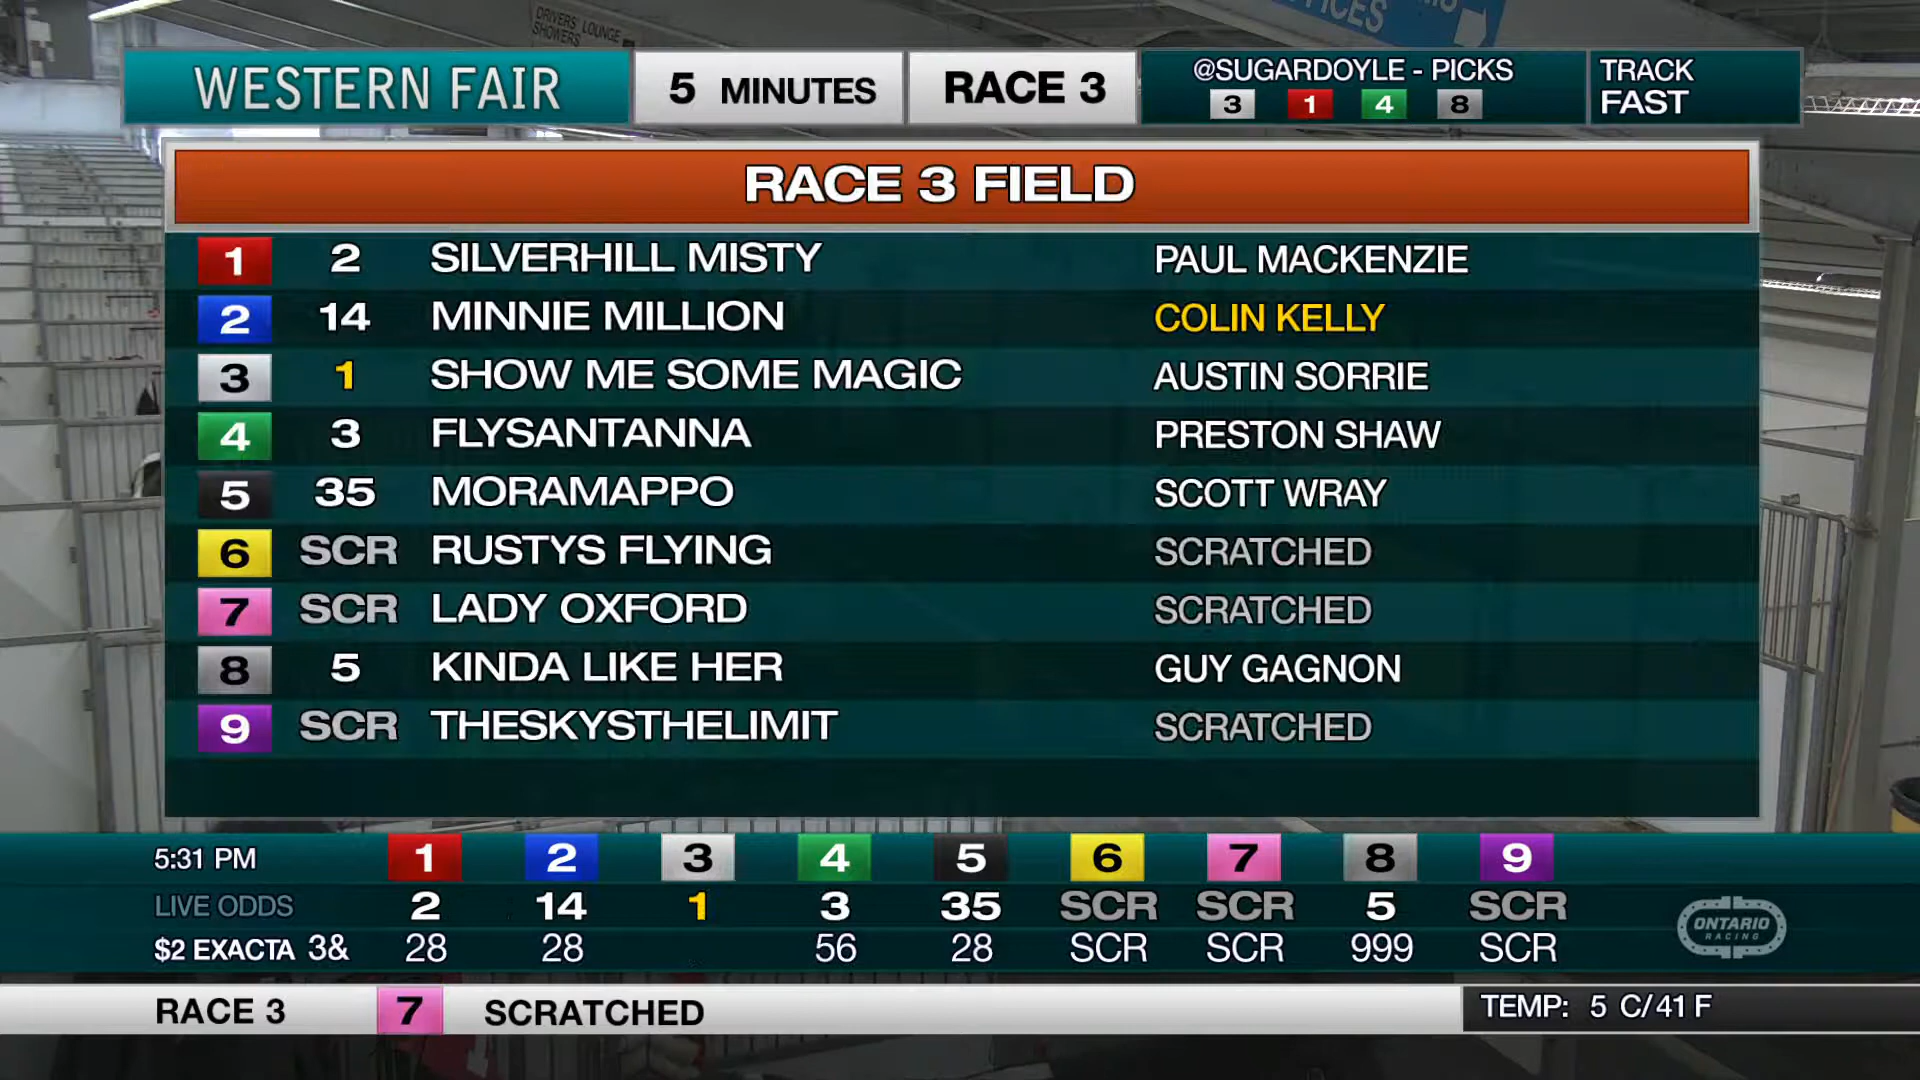 DRIVERS' LOUNGE
SHOWERS
WESTERN FAIR
5 MINUTES
RACE 3
@SUGARDOYLE - PICKS
3 1 4 8
TRACK
FAST
RACE 3 FIELD
1 2 SILVERHILL MISTY PAUL MACKENZIE
2 14 MINNIE MILLION COLIN KELLY
3 1 SHOW ME SOME MAGIC AUSTIN SORRIE
4 3 FLYSANTANNA PRESTON SHAW
5 35 MORAMAPPO SCOTT WRAY
6 SCR RUSTYS FLYING SCRATCHED
7 SCR LADY OXFORD SCRATCHED
8 5 KINDA LIKE HER GUY GAGNON
9 SCR THESKYSTHELIMIT SCRATCHED
5:31 PM 1 2 3 4 5 6 7 8 9
LIVE ODDS 2 14 1 3 35 SCR SCR 5 SCR
$2 EXACTA 3& 28 28 56 28 SCR SCR 999 SCR
ONTARIO
RACING
RACE 3 7 SCRATCHED
TEMP: 5 C/41 F